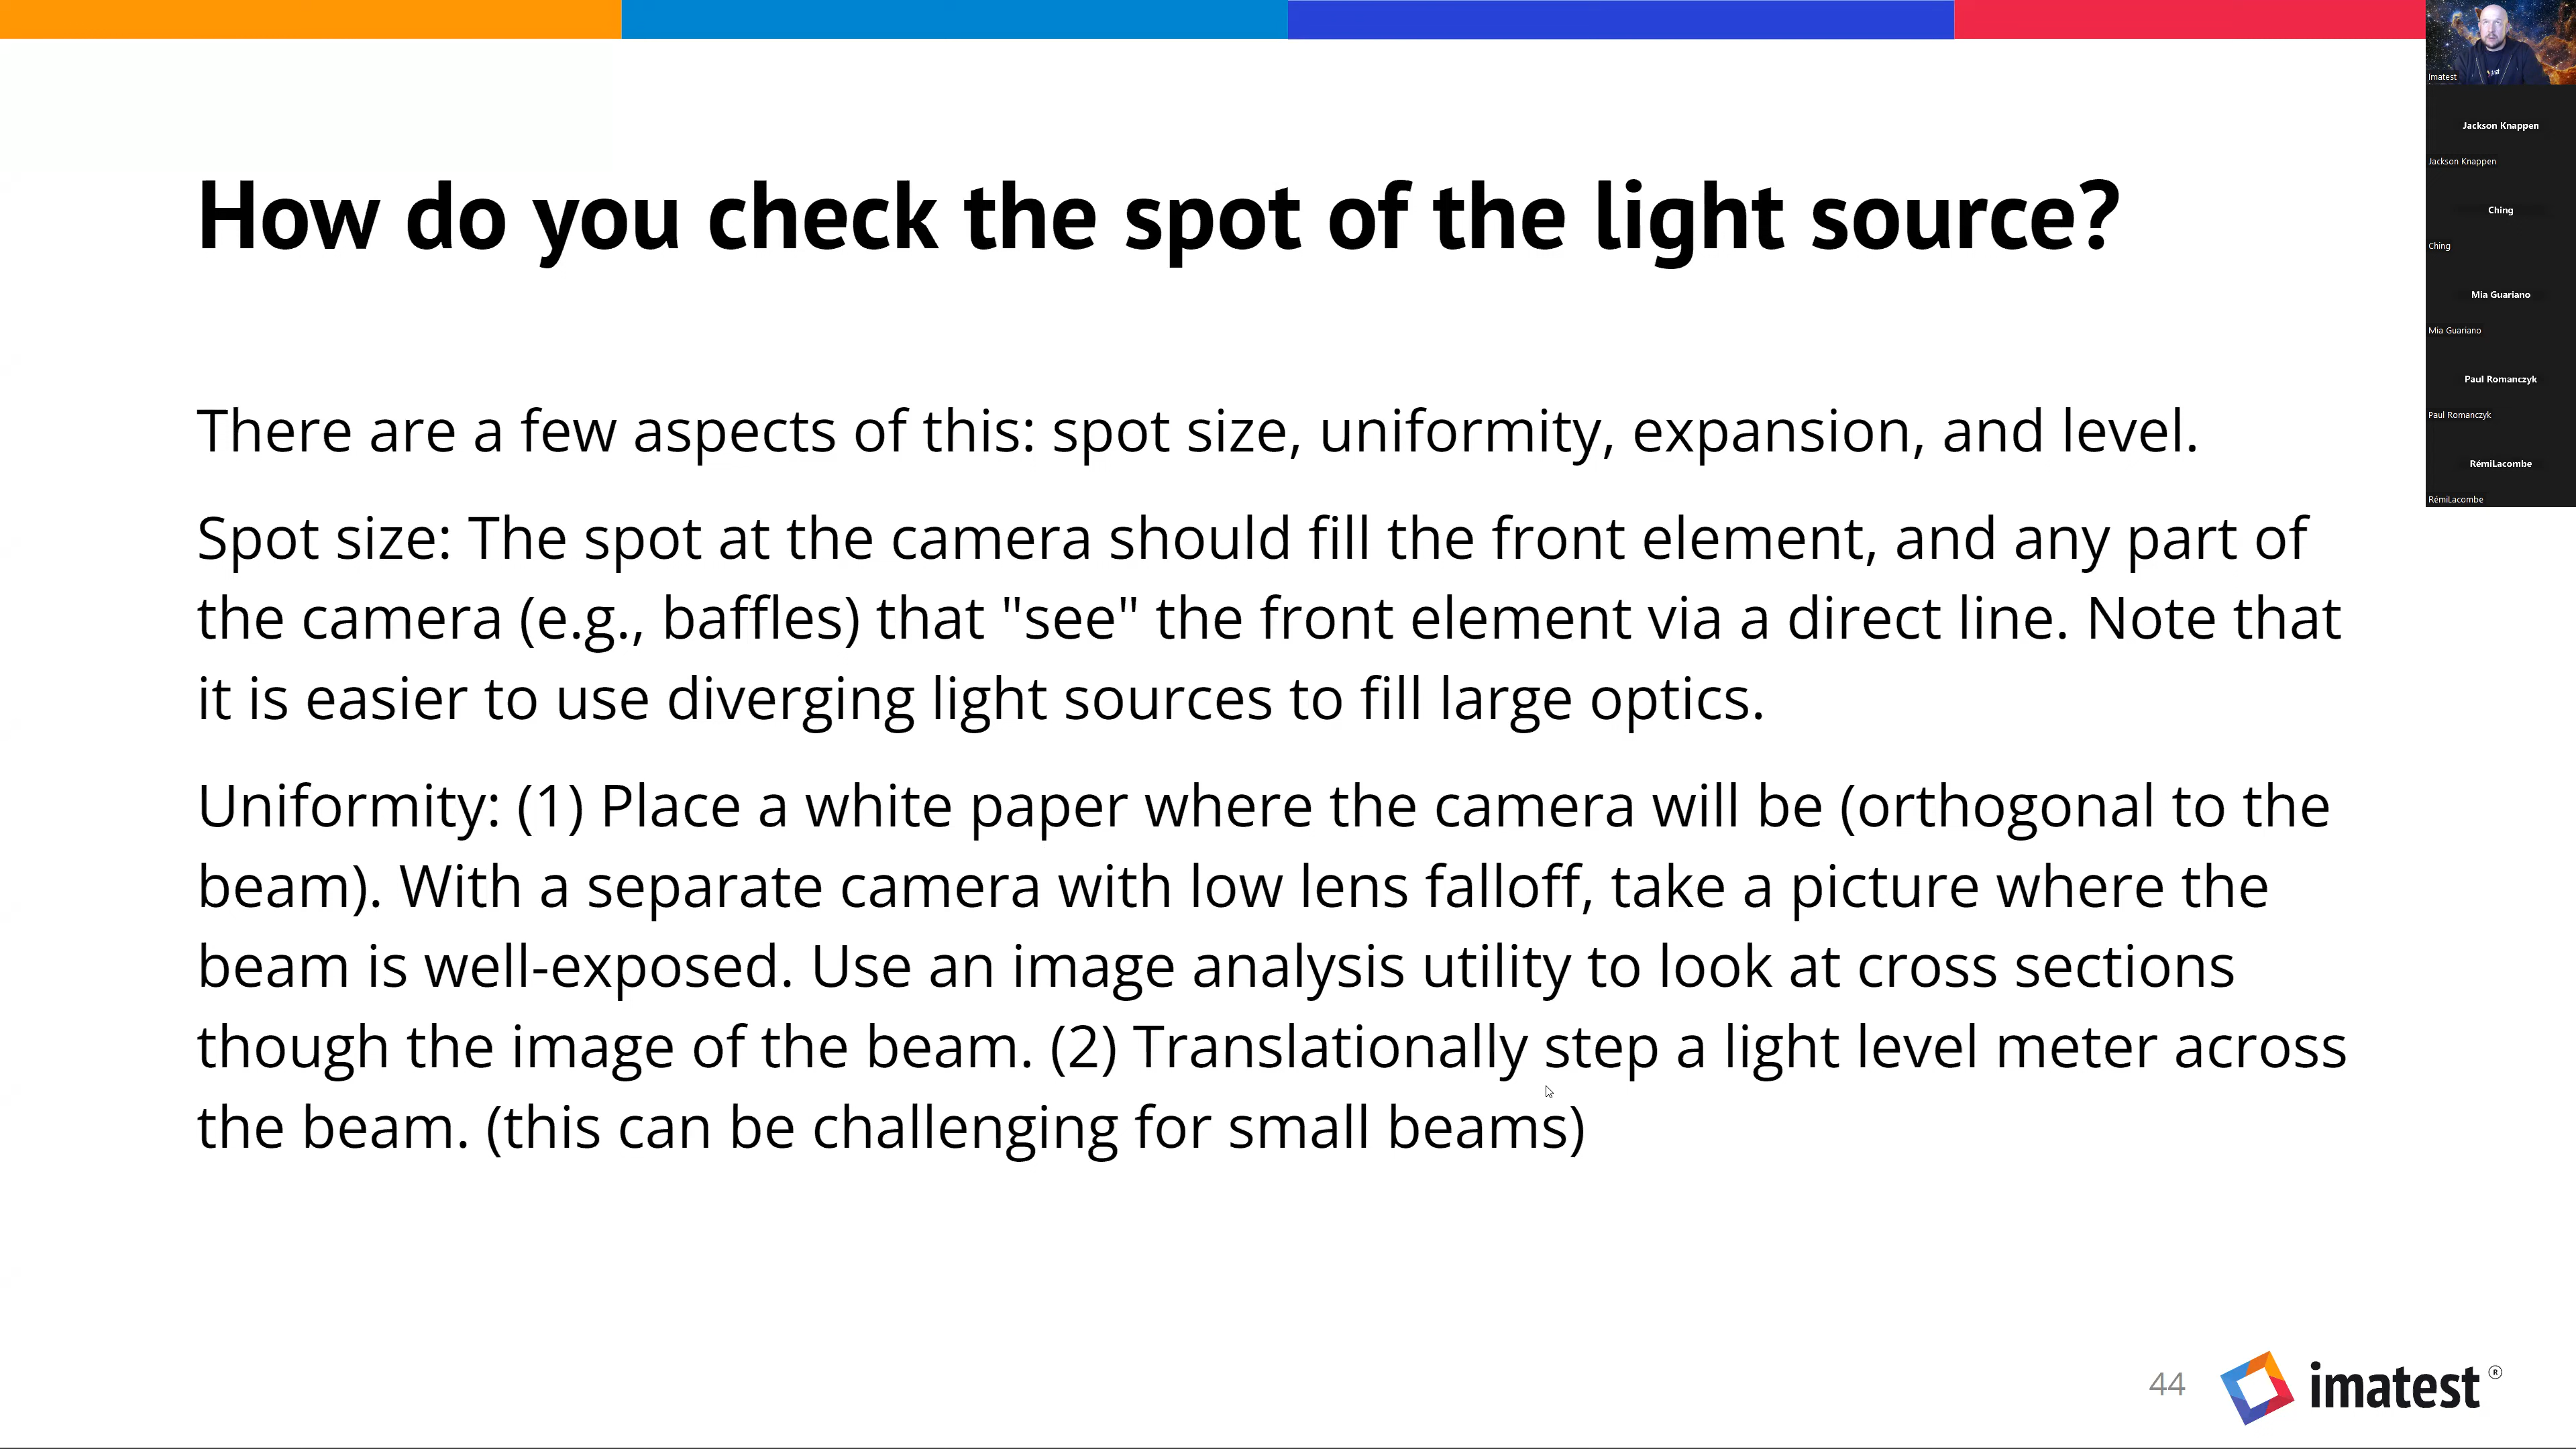 How do you check the spot of the light source?
There are a few aspects of this: spot size, uniformity, expansion, and level.
Spot size: The spot at the camera should fill the front element, and any part of
the camera (e.g., baffles) that "see" the front element via a direct line. Note that
it is easier to use diverging light sources to fill large optics.
Uniformity: (1) Place a white paper where the camera will be (orthogonal to the
beam). With a separate camera with low lens falloff, take a picture where the
beam is well-exposed. Use an image analysis utility to look at cross sections
though the image of the beam. (2) Translationally step a light level meter across
the beam. (this can be challenging for small beams)
44
imatest®
Imatest
Jackson Knappen
Jackson Knappen
Ching
Ching
Mia Guariano
Mia Guariano
Paul Romanczyk
Paul Romanczyk
RémiLacombe
RémiLacombe